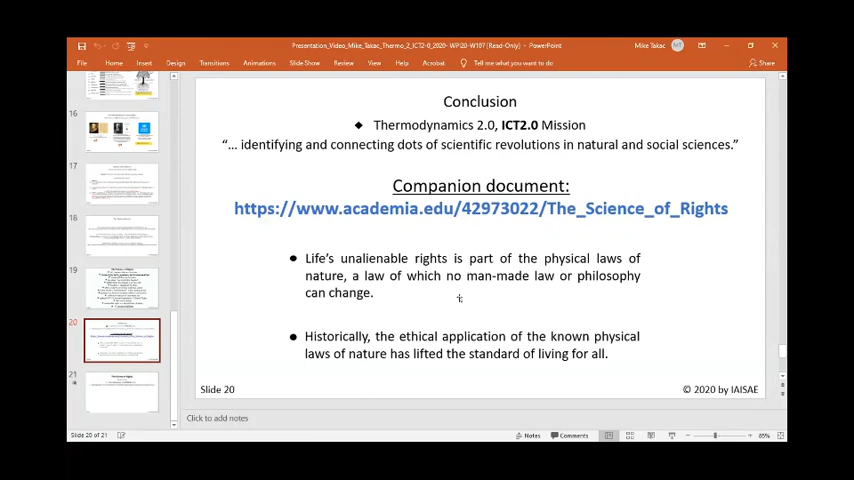 Presentation_Video_Mike_Takac_Thermo_2_ICT2-0_2020- WPI20-W107 [Read-Only] - PowerPoint
Mike Takac
MT
File
Home
Insert
Design
Transitions
Animations
Slide Show
Review
View
Help
Acrobat
Tell me what you want to do
Share
16
17
18
19
20
21
Conclusion
◆ Thermodynamics 2.0, ICT2.0 Mission
“... identifying and connecting dots of scientific revolutions in natural and social sciences.”
Companion document:
https://www.academia.edu/42973022/The_Science_of_Rights
● Life’s unalienable rights is part of the physical laws of
nature, a law of which no man-made law or philosophy
can change.
● Historically, the ethical application of the known physical
laws of nature has lifted the standard of living for all.
Slide 20
© 2020 by IAISAE
Click to add notes
Slide 20 of 21
Notes
Comments
85%